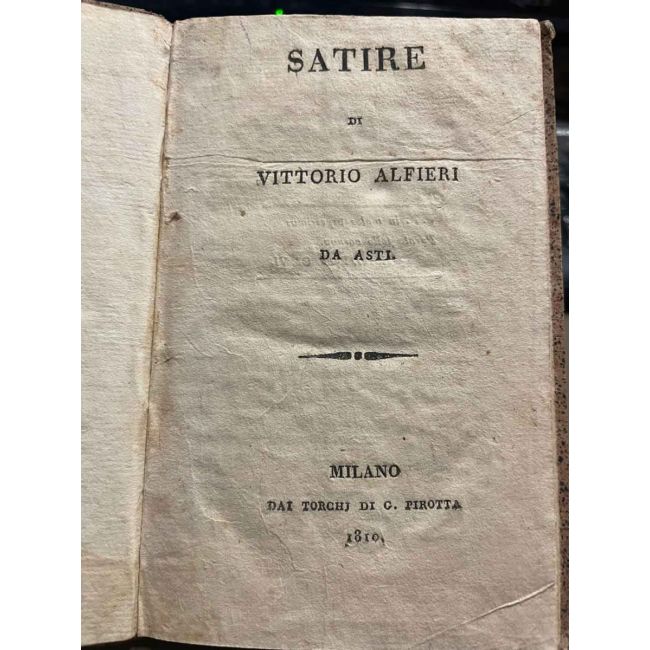 SATIRE
DI
VITTORIO ALFIERI
DA ASTI.
MILANO
DAI TORCHJ DI G. PIROTTA
1810.